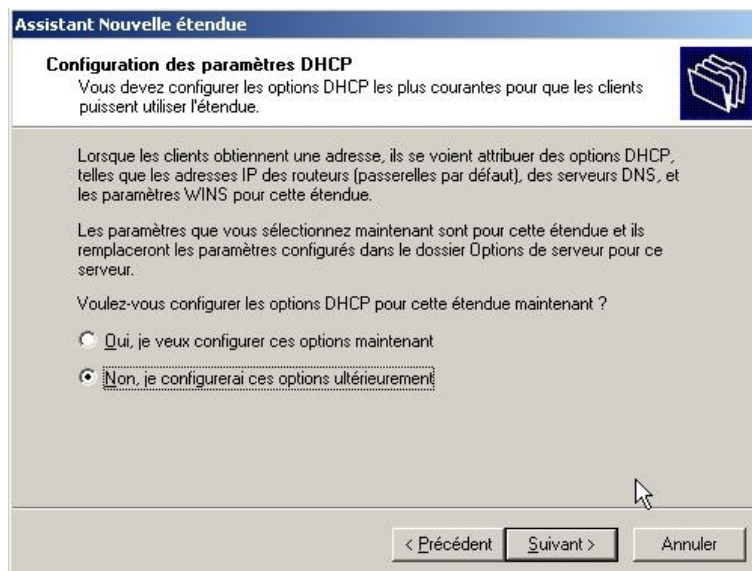 Assistant Nouvelle étendue
Configuration des paramètres DHCP
Vous devez configurer les options DHCP les plus courantes pour que les clients
puissent utiliser l'étendue.
Lorsque les clients obtiennent une adresse, ils se voient attribuer des options DHCP,
telles que les adresses IP des routeurs (passerelles par défaut), des serveurs DNS, et
les paramètres WINS pour cette étendue.
Les paramètres que vous sélectionnez maintenant sont pour cette étendue et ils
remplaceront les paramètres configurés dans le dossier Options de serveur pour ce
serveur.
Voulez-vous configurer les options DHCP pour cette étendue maintenant ?
Oui, je veux configurer ces options maintenant
Non, je configurerai ces options ultérieurement
< Précédent Suivant > Annuler